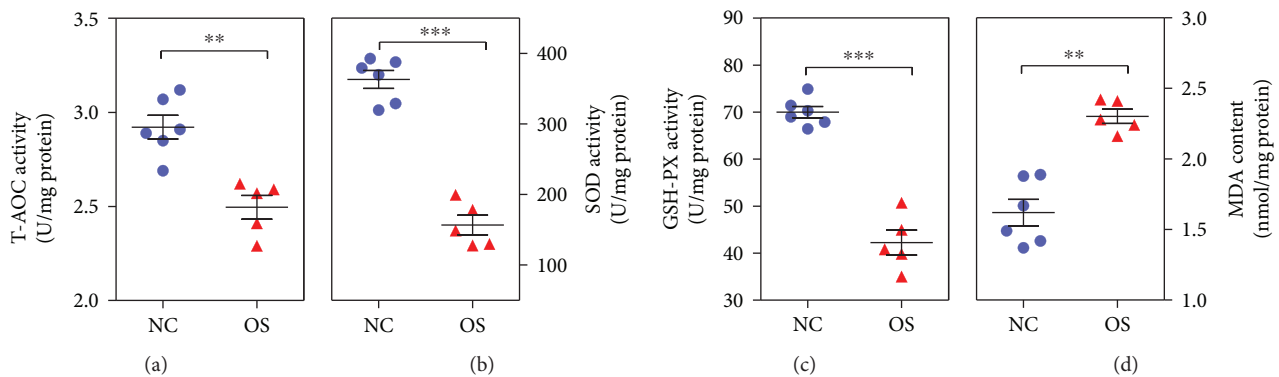 3.5
3.0
2.5
2.0
T-AOC activity
(U/mg protein)
**
NC
OS
(a)
***
400
300
200
100
SOD activity
(U/mg protein)
NC
OS
(b)
90
80
70
60
50
40
30
GSH-PX activity
(U/mg protein)
***
NC
OS
(c)
**
3.0
2.5
2.0
1.5
1.0
MDA content
(nmol/mg protein)
NC
OS
(d)